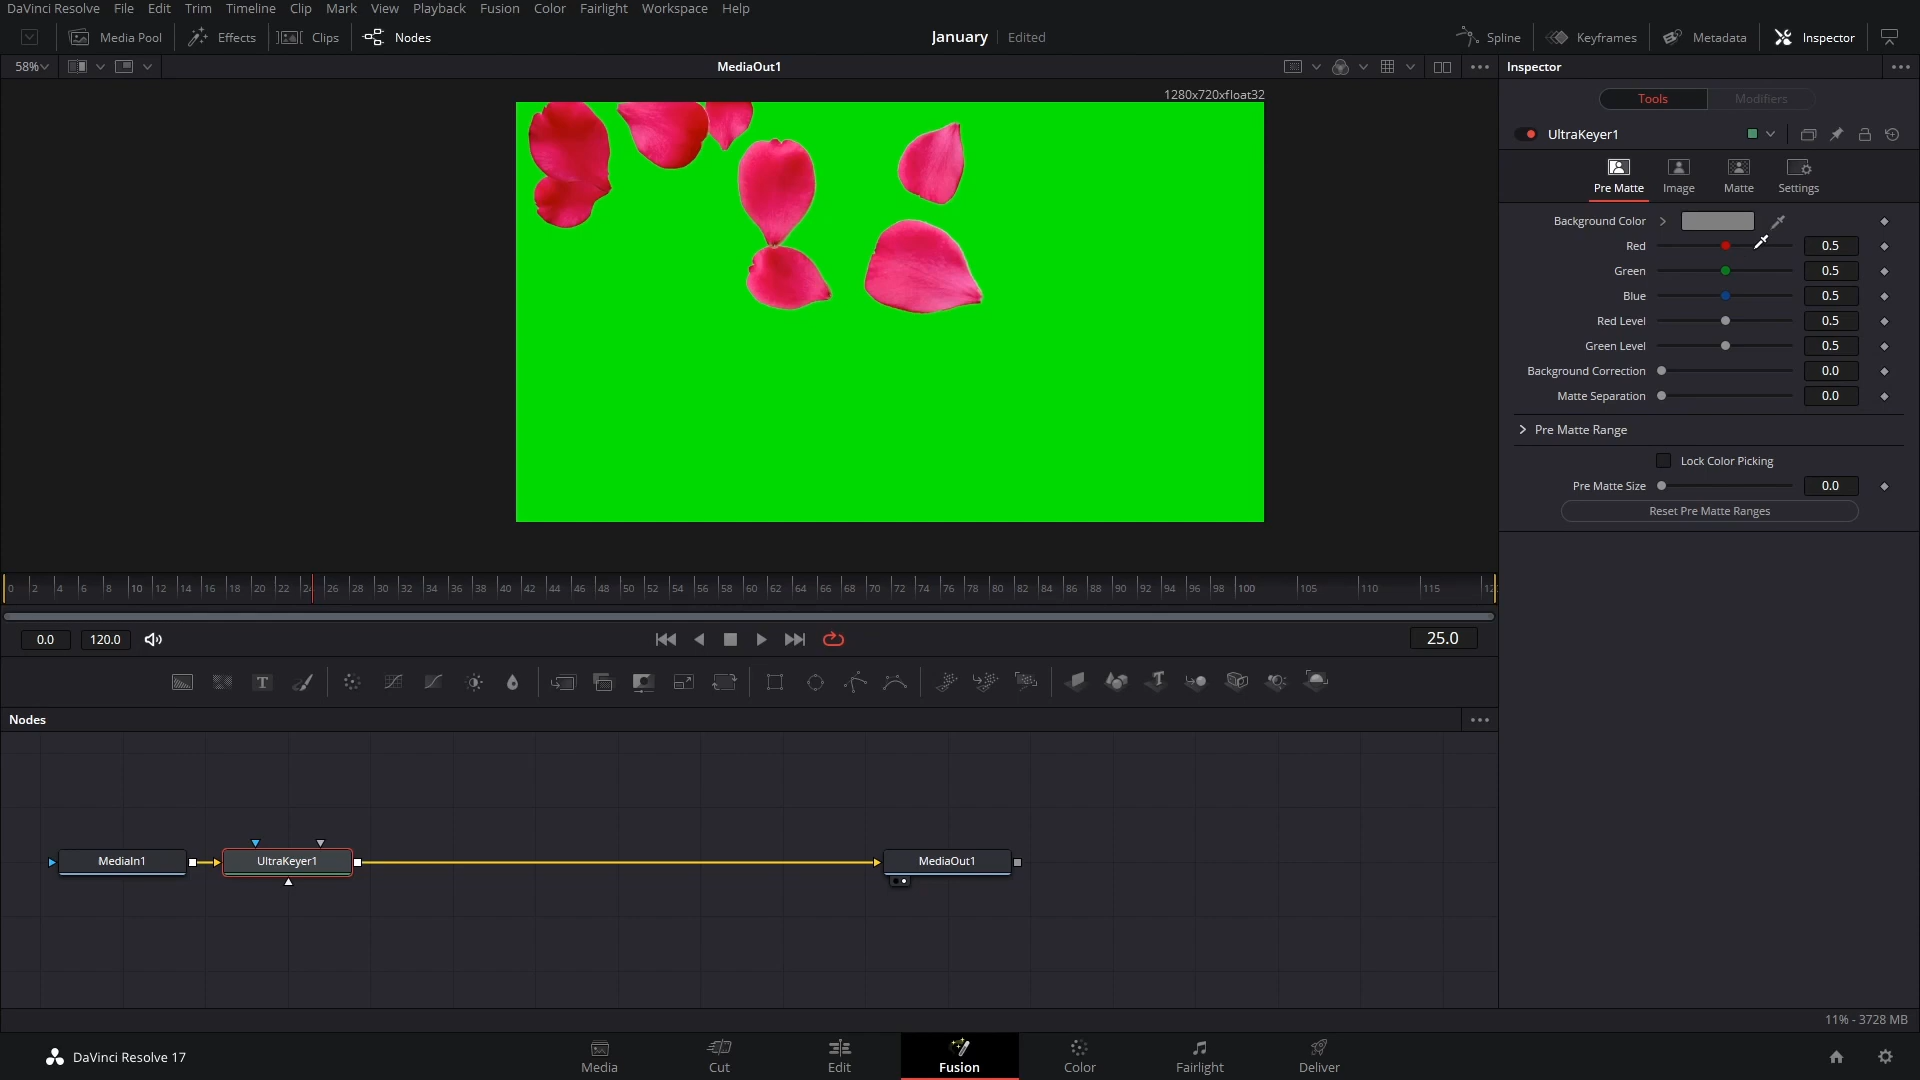 DaVinci Resolve File Edit Trim Timeline Clip Mark View Playback Fusion Color Fairlight Workspace Help
Media Pool Effects Clips Nodes January Edited Spline Keyframes Metadata Inspector
58% MediaOut1 Inspector
1280x720xfloat32
Tools Modifiers
UltraKeyer1
Pre Matte Image Matte Settings
Background Color
Red 0.5
Green 0.5
Blue 0.5
Red Level 0.5
Green Level 0.5
Background Correction 0.0
Matte Separation 0.0
Pre Matte Range
Lock Color Picking
Pre Matte Size 0.0
Reset Pre Matte Ranges
0 2 4 6 8 10 12 14 16 18 20 22 24 26 28 30 32 34 36 38 40 42 44 46 48 50 52 54 56 58 60 62 64 66 68 70 72 74 76 78 80 82 84 86 88 90 92 94 96 98 100 105 110 115
0.0 120.0 25.0
T T
Nodes
MediaIn1 UltraKeyer1 MediaOut1
11% - 3728 MB
DaVinci Resolve 17 Media Cut Edit Fusion Color Fairlight Deliver